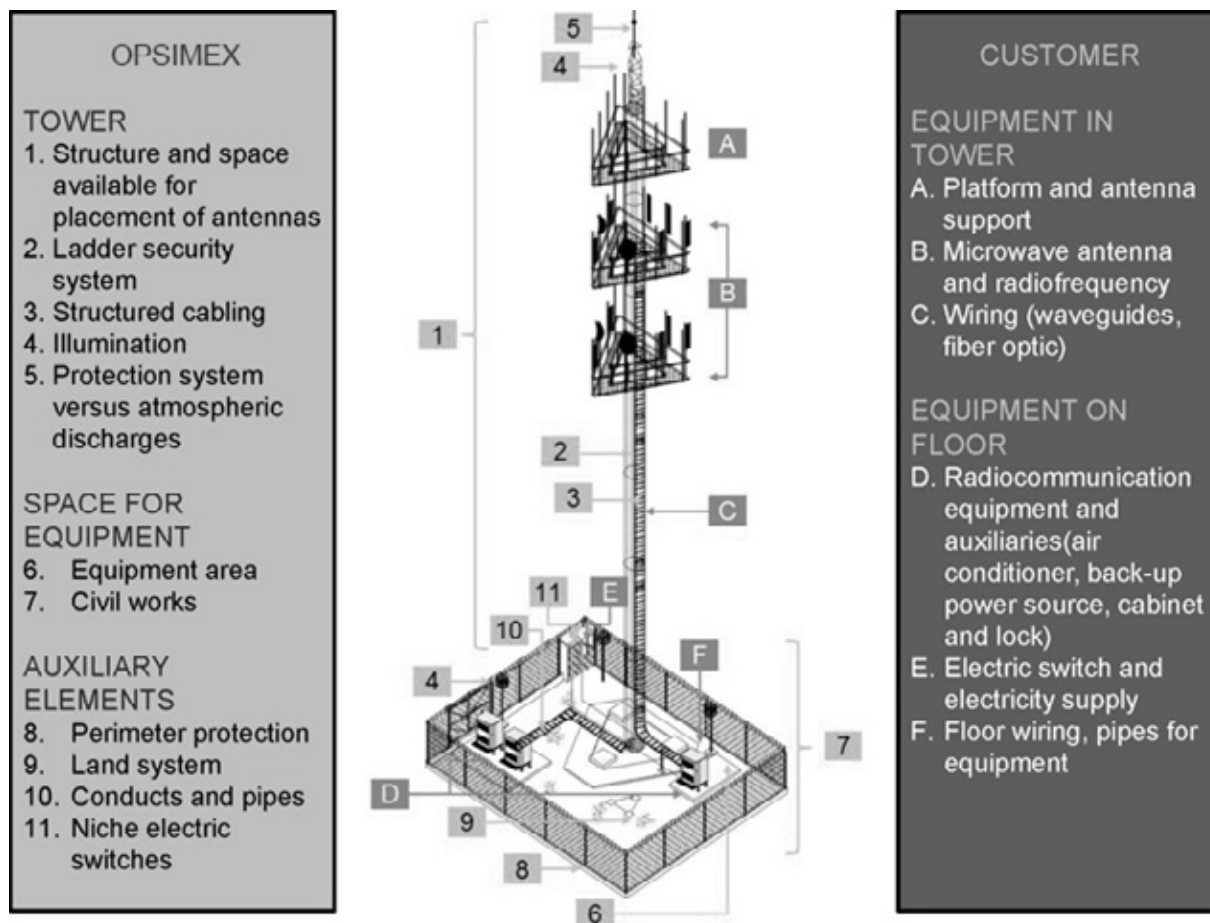 OPSIMEX
TOWER
1. Structure and space
available for
placement of antennas
2. Ladder security
system
3. Structured cabling
4. Illumination
5. Protection system
versus atmospheric
discharges
SPACE FOR
EQUIPMENT
6. Equipment area
7. Civil works
AUXILIARY
ELEMENTS
8. Perimeter protection
9. Land system
10. Conducts and pipes
11. Niche electric
switches
5
4
A
B
1
2
3
C
11
E
10
F
4
7
D
9
8
6
CUSTOMER
EQUIPMENT IN
TOWER
A. Platform and antenna
support
B. Microwave antenna
and radiofrequency
C. Wiring (waveguides,
fiber optic)
EQUIPMENT ON
FLOOR
D. Radiocommunication
equipment and
auxiliaries(air
conditioner, back-up
power source, cabinet
and lock)
E. Electric switch and
electricity supply
F. Floor wiring, pipes for
equipment